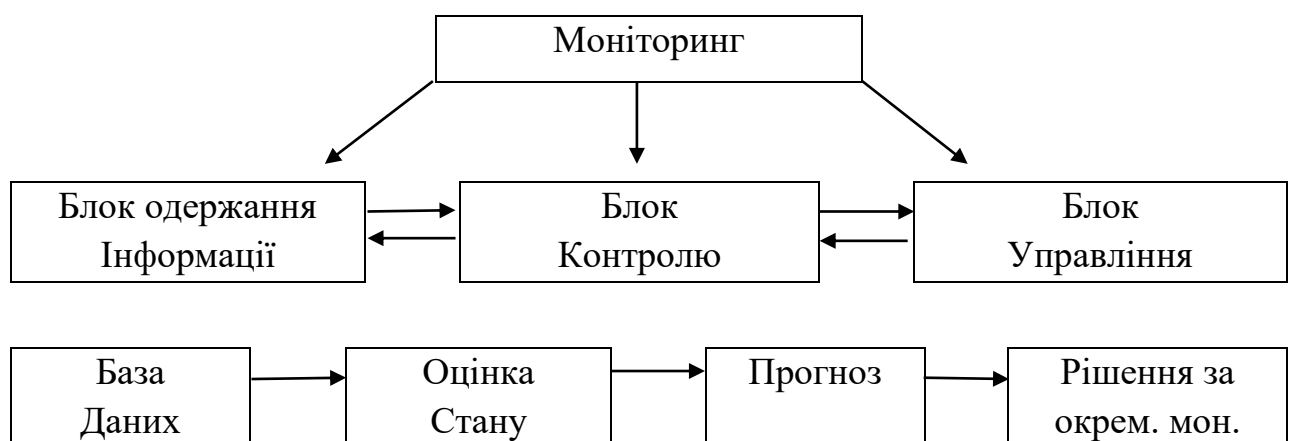 Моніторинг
Блок одержання
Інформації
Блок
Контролю
Блок
Управління
База
Даних
Оцінка
Стану
Прогноз
Рішення за
окрем. мон.